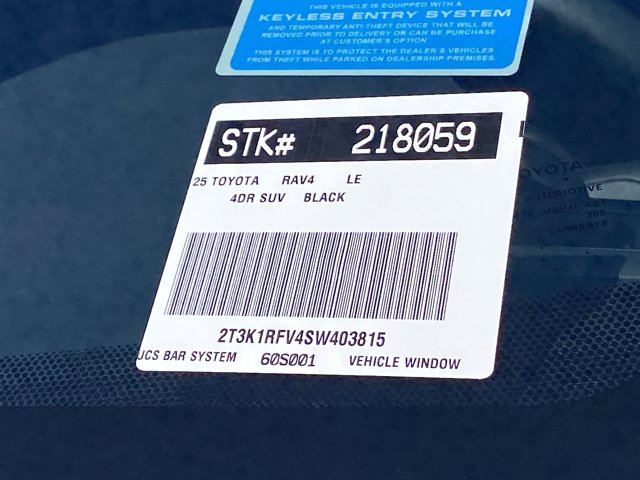 THIS VEHICLE IS EQUIPPED WITH A
KEYLESS ENTRY SYSTEM
AND TEMPORARY ANTI-THEFT DEVICE THAT WILL BE
REMOVED PRIOR TO DELIVERY OR CAN BE PURCHASE
AT CUSTOMER'S OPTION
THIS SYSTEM IS TO PROTECT THE DEALER'S VEHICLES
FROM THEFT WHILE PARKED ON DEALERSHIP PREMISES.
STK# 218059
25 TOYOTA RAV4 LE
4DR SUV BLACK
2T3K1RFV4SW403815
UCS BAR SYSTEM 60S001 VEHICLE WINDOW
TOYOTA
AUTOMOTIVE
LAMISAFE